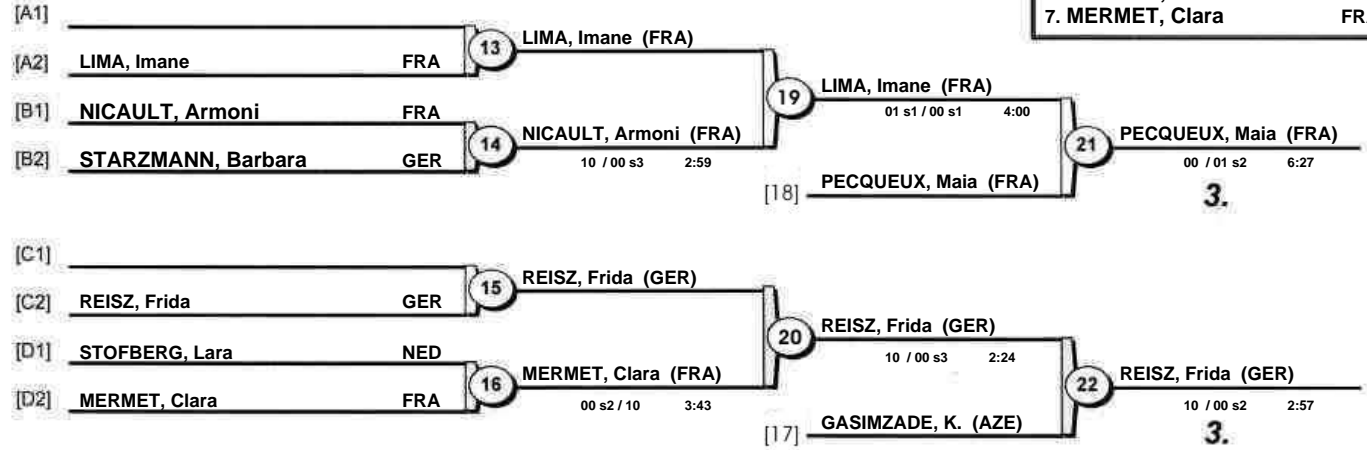 7. MERMET, Clara
[A1]
13
LIMA, Imane (FRA)
[A2] LIMA, Imane FRA
19
LIMA, Imane (FRA)
01 s1 / 00 s1 4:00
[B1] NICAULT, Armoni FRA
14
NICAULT, Armoni (FRA)
10 / 00 s3 2:59
[B2] STARZMANN, Barbara GER
21
PECQUEUX, Maia (FRA)
00 / 01 s2 6:27
3.
[18] PECQUEUX, Maia (FRA)
[C1]
15
REISZ, Frida (GER)
[C2] REISZ, Frida GER
20
REISZ, Frida (GER)
10 / 00 s3 2:24
[D1] STOFBERG, Lara NED
16
MERMET, Clara (FRA)
00 s2 / 10 3:43
[D2] MERMET, Clara FRA
22
REISZ, Frida (GER)
10 / 00 s2 2:57
3.
[17] GASIMZADE, K. (AZE)